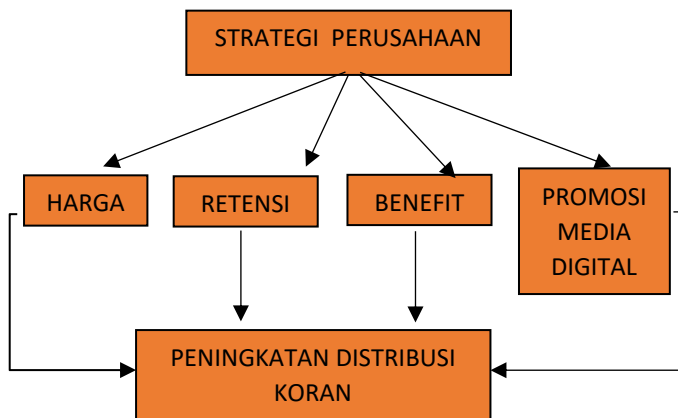 STRATEGI PERUSAHAAN
HARGA
RETENSI
BENEFIT
PROMOSI
MEDIA
DIGITAL
PENINGKATAN DISTRIBUSI
KORAN